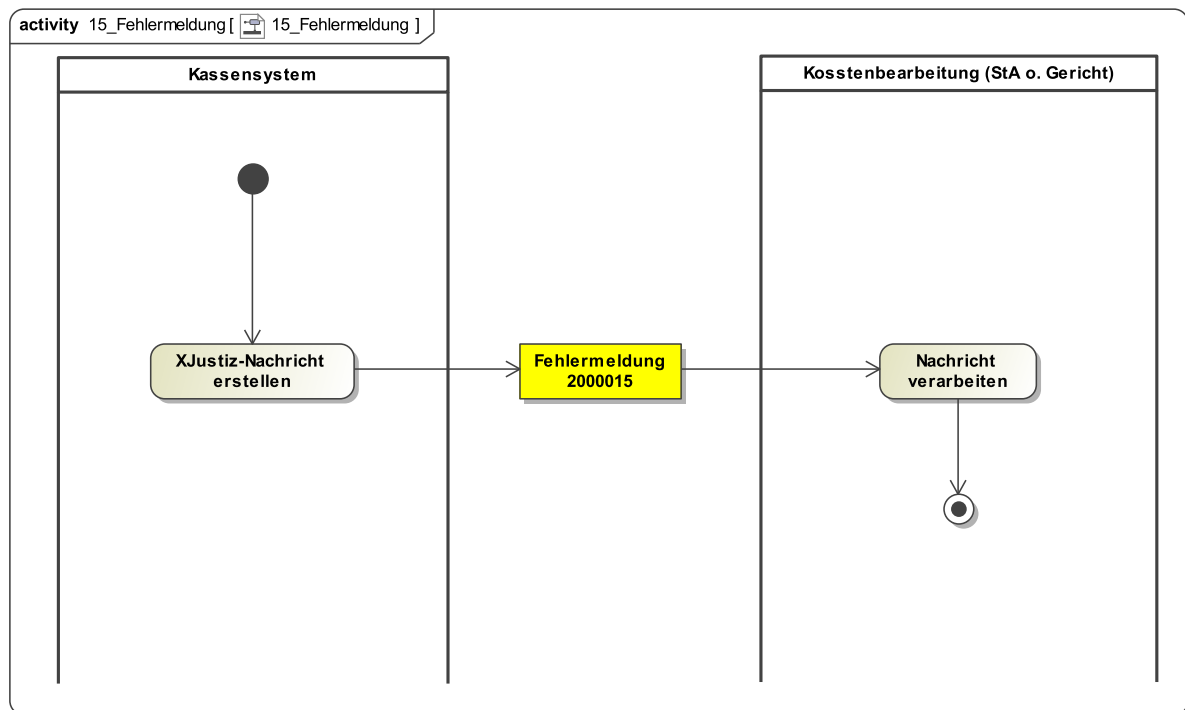 activity 15_Fehlermeldung [ 15_Fehlermeldung ]
Kassensystem
Kosstenbearbeitung (StA o. Gericht)
XJustiz-Nachricht
erstellen
Fehlermeldung
2000015
Nachricht
verarbeiten